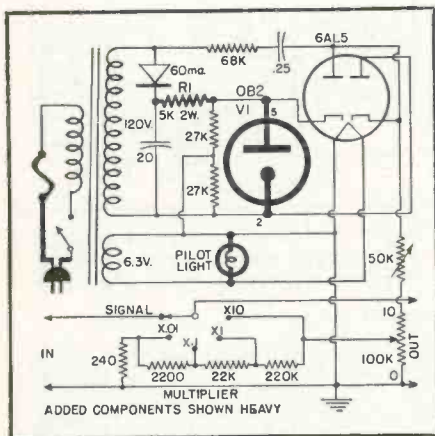 6AL5
68K
.25
60ma.
R1
OB2
5K 2W.
V1
5
120V.
27K
20
27K
2
6.3V.
PILOT
LIGHT
50K
SIGNAL
X10
10
X.01
X.1
X1
IN
OUT
240
2200
22K
220K
100K
0
MULTIPLIER
ADDED COMPONENTS SHOWN HEAVY